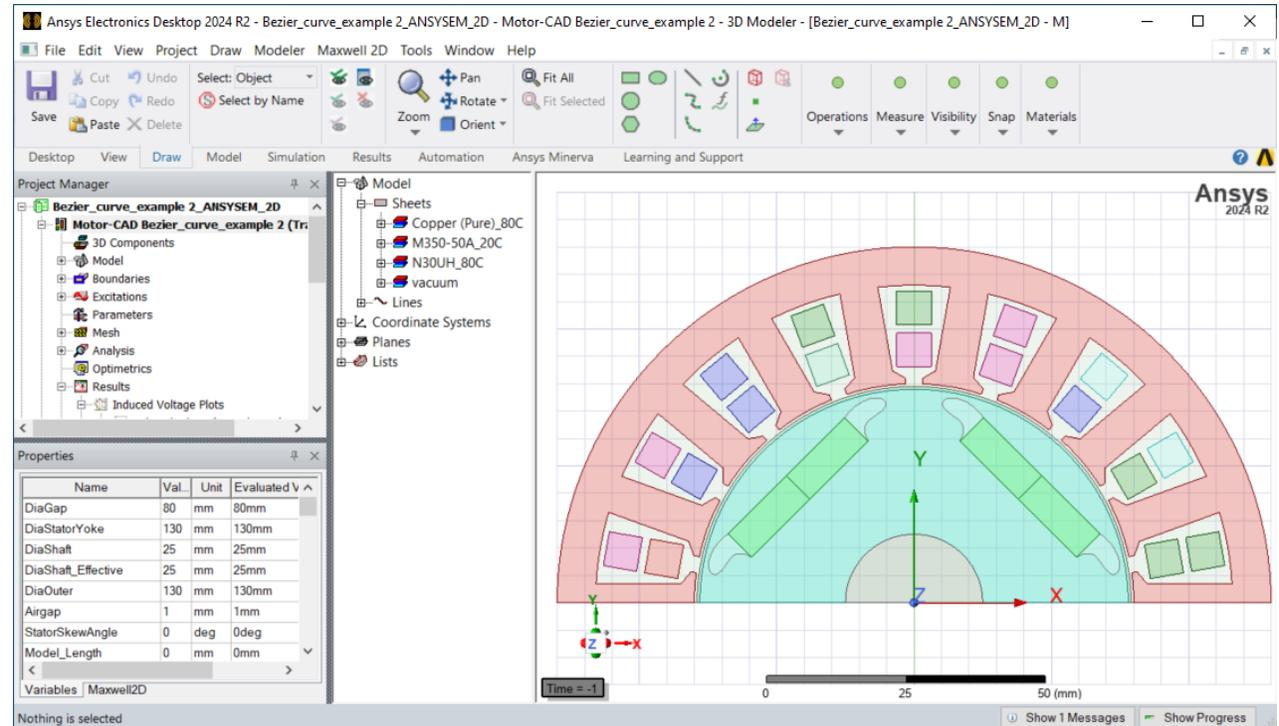 Ansys Electronics Desktop 2024 R2 - Bezier_curve_example 2_ANSYSEM_2D - Motor-CAD Bezier_curve_example 2 - 3D Modeler - [Bezier_curve_example 2_ANSYSEM_2D - M]
File Edit View Project Draw Modeler Maxwell 2D Tools Window Help
Save
Cut Undo
Copy Redo
Paste Delete
Select: Object
Select by Name
Zoom
Pan
Rotate
Orient
Fit All
Fit Selected
Operations Measure Visibility Snap Materials
Desktop View Draw Model Simulation Results Automation Ansys Minerva Learning and Support
Project Manager
Bezier_curve_example 2_ANSYSEM_2D
Motor-CAD Bezier_curve_example 2 (Tra
3D Components
Model
Boundaries
Excitations
Parameters
Mesh
Analysis
Optimetrics
Results
Induced Voltage Plots
Properties
Name Val... Unit Evaluated V
DiaGap 80 mm 80mm
DiaStatorYoke 130 mm 130mm
DiaShaft 25 mm 25mm
DiaShaft_Effective 25 mm 25mm
DiaOuter 130 mm 130mm
Airgap 1 mm 1mm
StatorSkewAngle 0 deg 0deg
Model_Length 0 mm 0mm
Variables Maxwell2D
Model
Sheets
Copper (Pure)_80C
M350-50A_20C
N30UH_80C
vacuum
Lines
Coordinate Systems
Planes
Lists
Ansys
2024 R2
Y
Z X
Y
Z X
Time = -1
0 25 50 (mm)
Nothing is selected
Show 1 Messages Show Progress